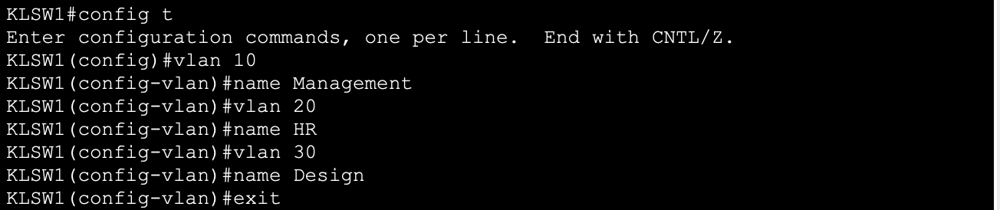 KLSW1#config t
Enter configuration commands, one per line.  End with CNTL/Z.
KLSW1(config)#vlan 10
KLSW1(config-vlan)#name Management
KLSW1(config-vlan)#vlan 20
KLSW1(config-vlan)#name HR
KLSW1(config-vlan)#vlan 30
KLSW1(config-vlan)#name Design
KLSW1(config-vlan)#exit